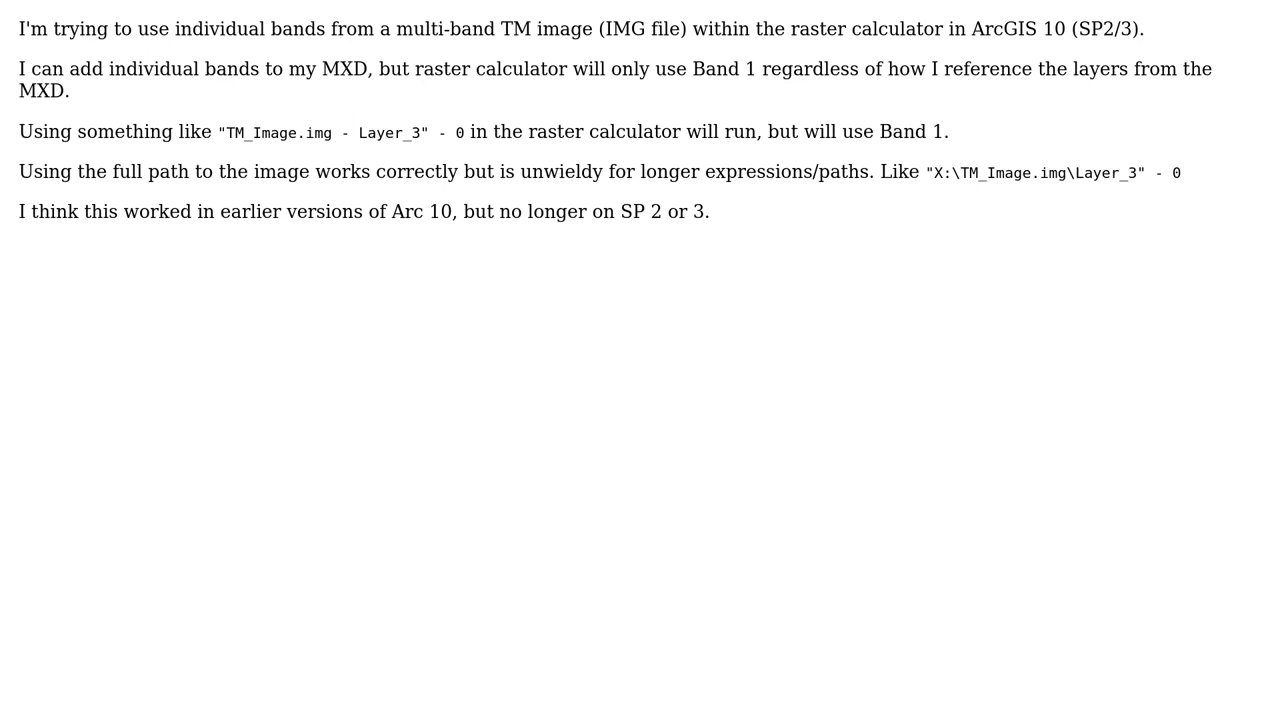 I'm trying to use individual bands from a multi-band TM image (IMG file) within the raster calculator in ArcGIS 10 (SP2/3).
I can add individual bands to my MXD, but raster calculator will only use Band 1 regardless of how I reference the layers from the
MXD.
Using something like "TM_Image.img - Layer_3" - 0 in the raster calculator will run, but will use Band 1.
Using the full path to the image works correctly but is unwieldy for longer expressions/paths. Like "X:\TM_Image.img\Layer_3" - 0
I think this worked in earlier versions of Arc 10, but no longer on SP 2 or 3.